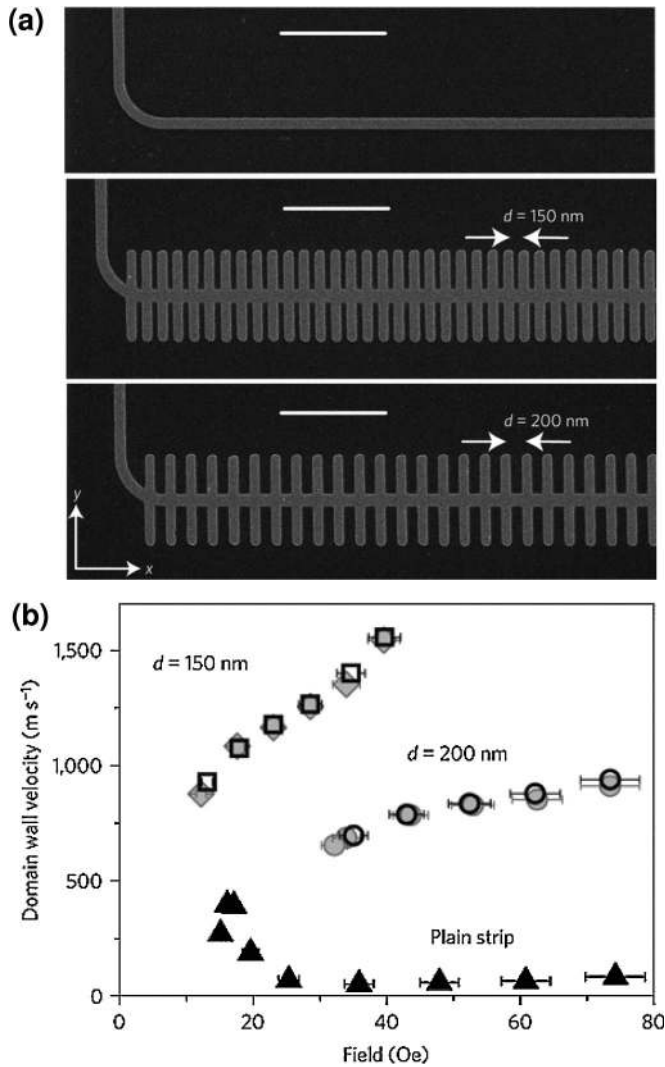 (a)
d = 150 nm
d = 200 nm
y
x
(b)
1,500
1,000
500
0
d = 150 nm
d = 200 nm
Plain strip
Domain wall velocity (m s⁻¹)
0 20 40 60 80
Field (Oe)